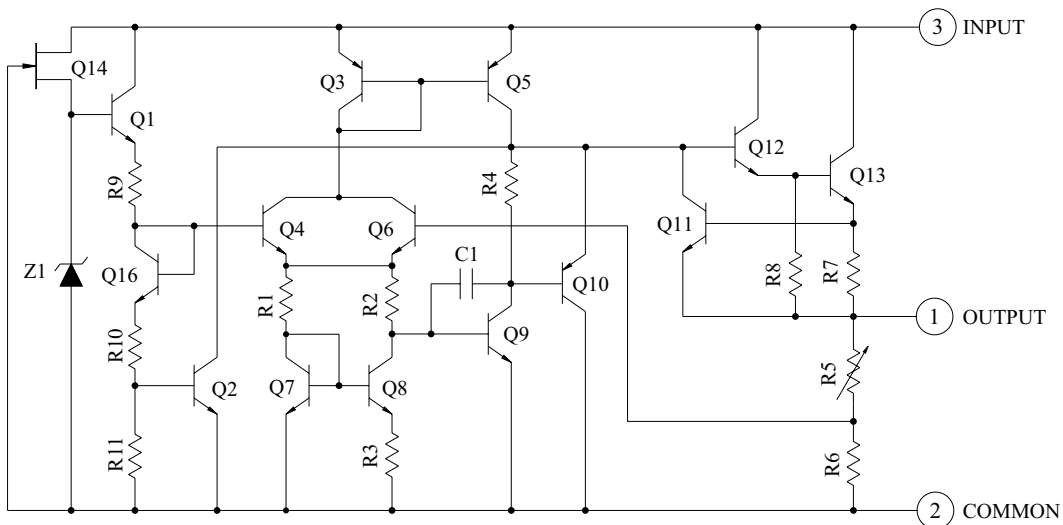 3 INPUT
Q14
Q3
Q5
Q1
Q12
Q13
R9
R4
Q4
Q6
Q11
C1
Z1
Q16
R1
R2
Q10
R8
R7
1 OUTPUT
R10
Q9
Q2
Q7
Q8
R5
R11
R3
R6
2 COMMON